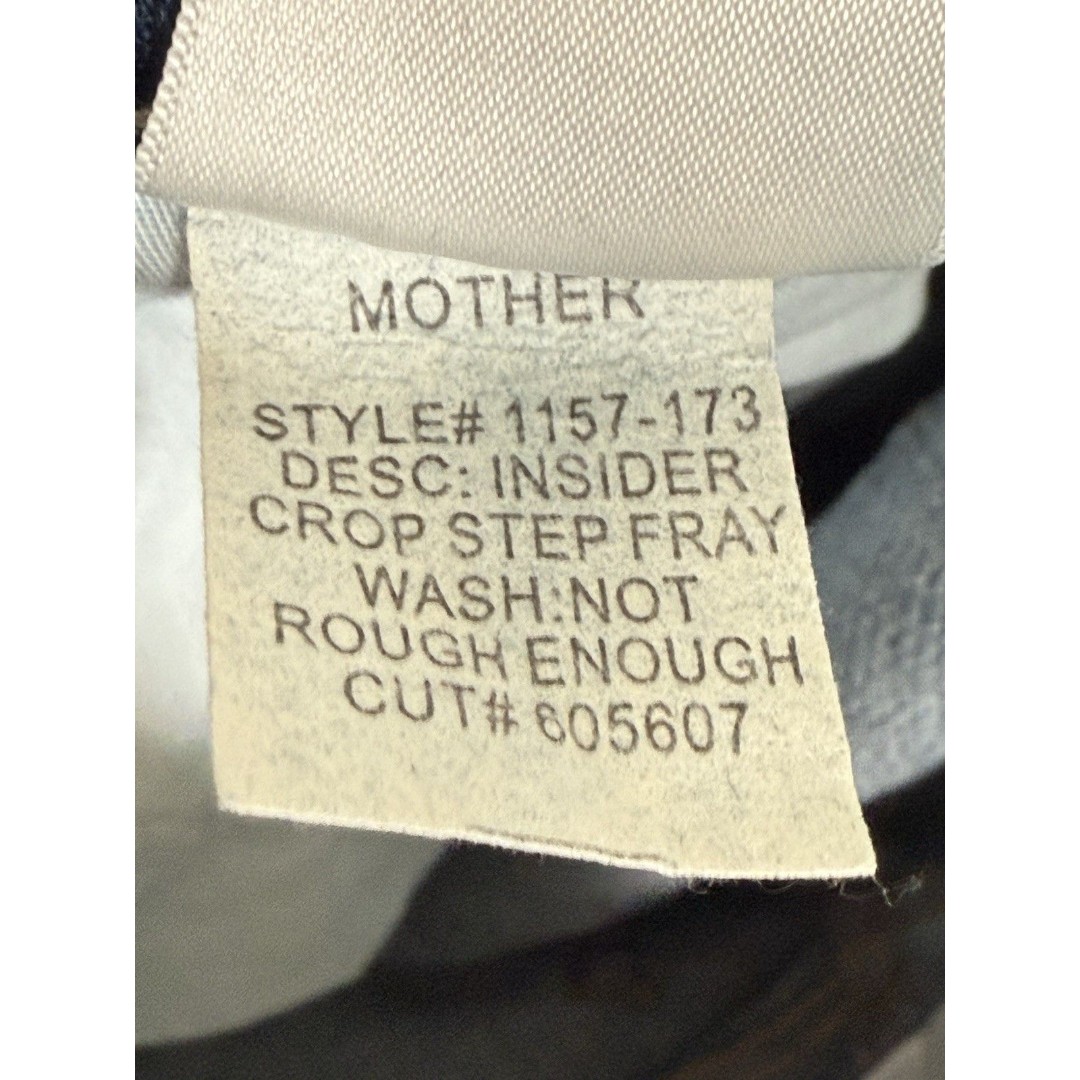 MOTHER
STYLE# 1157-173
DESC: INSIDER
CROP STEP FRAY
WASH:NOT
ROUGH ENOUGH
CUT# 605607